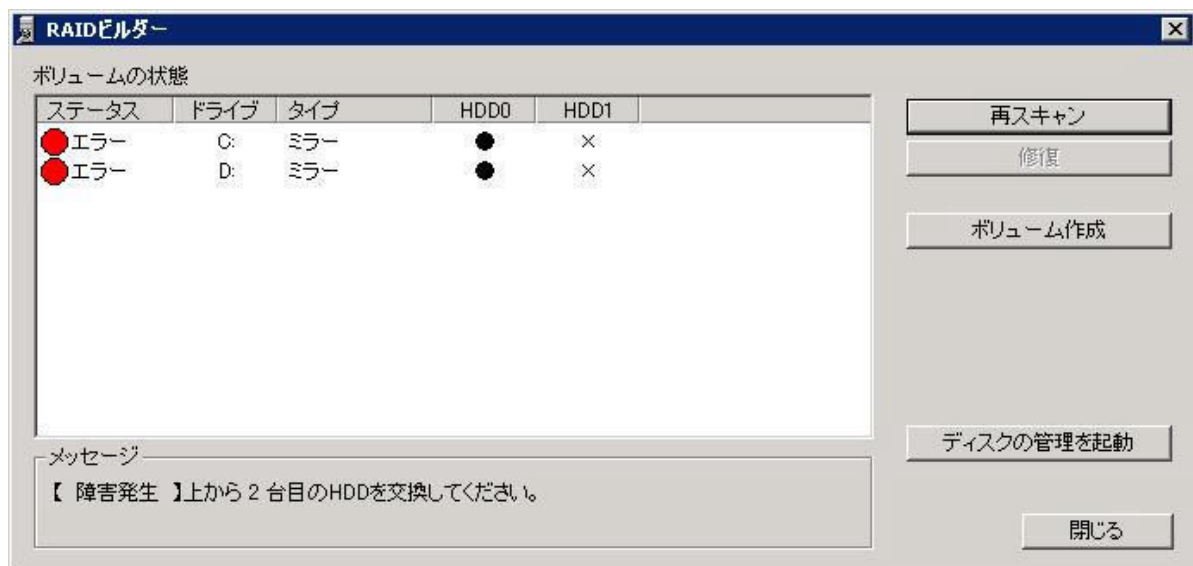 RAIDビルダー
ボリュームの状態
ステータス ドライブ タイプ HDD0 HDD1
エラー C: ミラー ● ×
エラー D: ミラー ● ×
再スキャン
修復
ボリューム作成
ディスクの管理を起動
メッセージ
【 障害発生 】上から 2 台目のHDDを交換してください。
閉じる